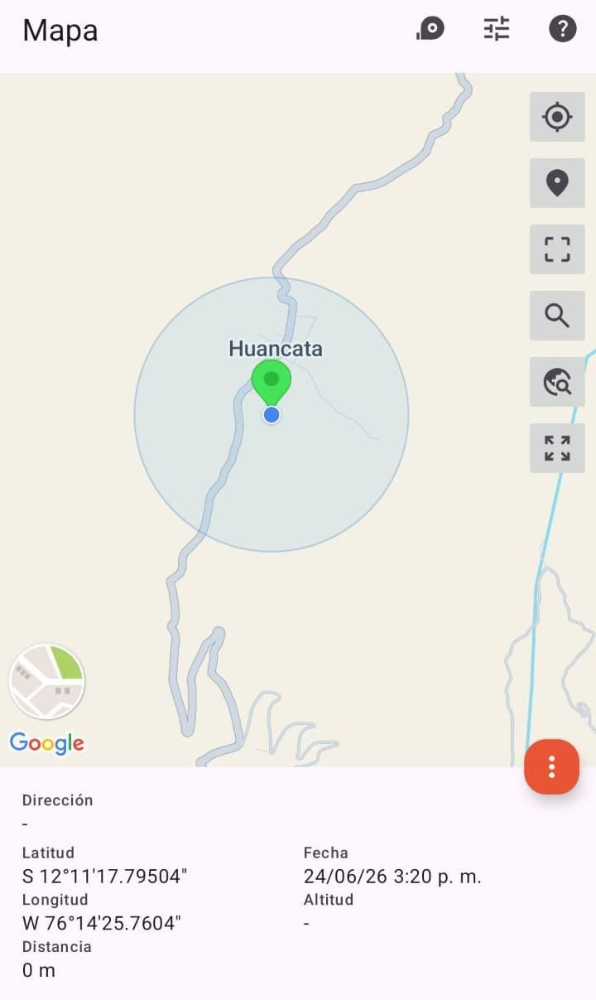 Mapa
Huancata
Google
Dirección
-
Latitud
S 12°11'17.79504"
Fecha
24/06/26 3:20 p. m.
Longitud
W 76°14'25.7604"
Altitud
-
Distancia
0 m